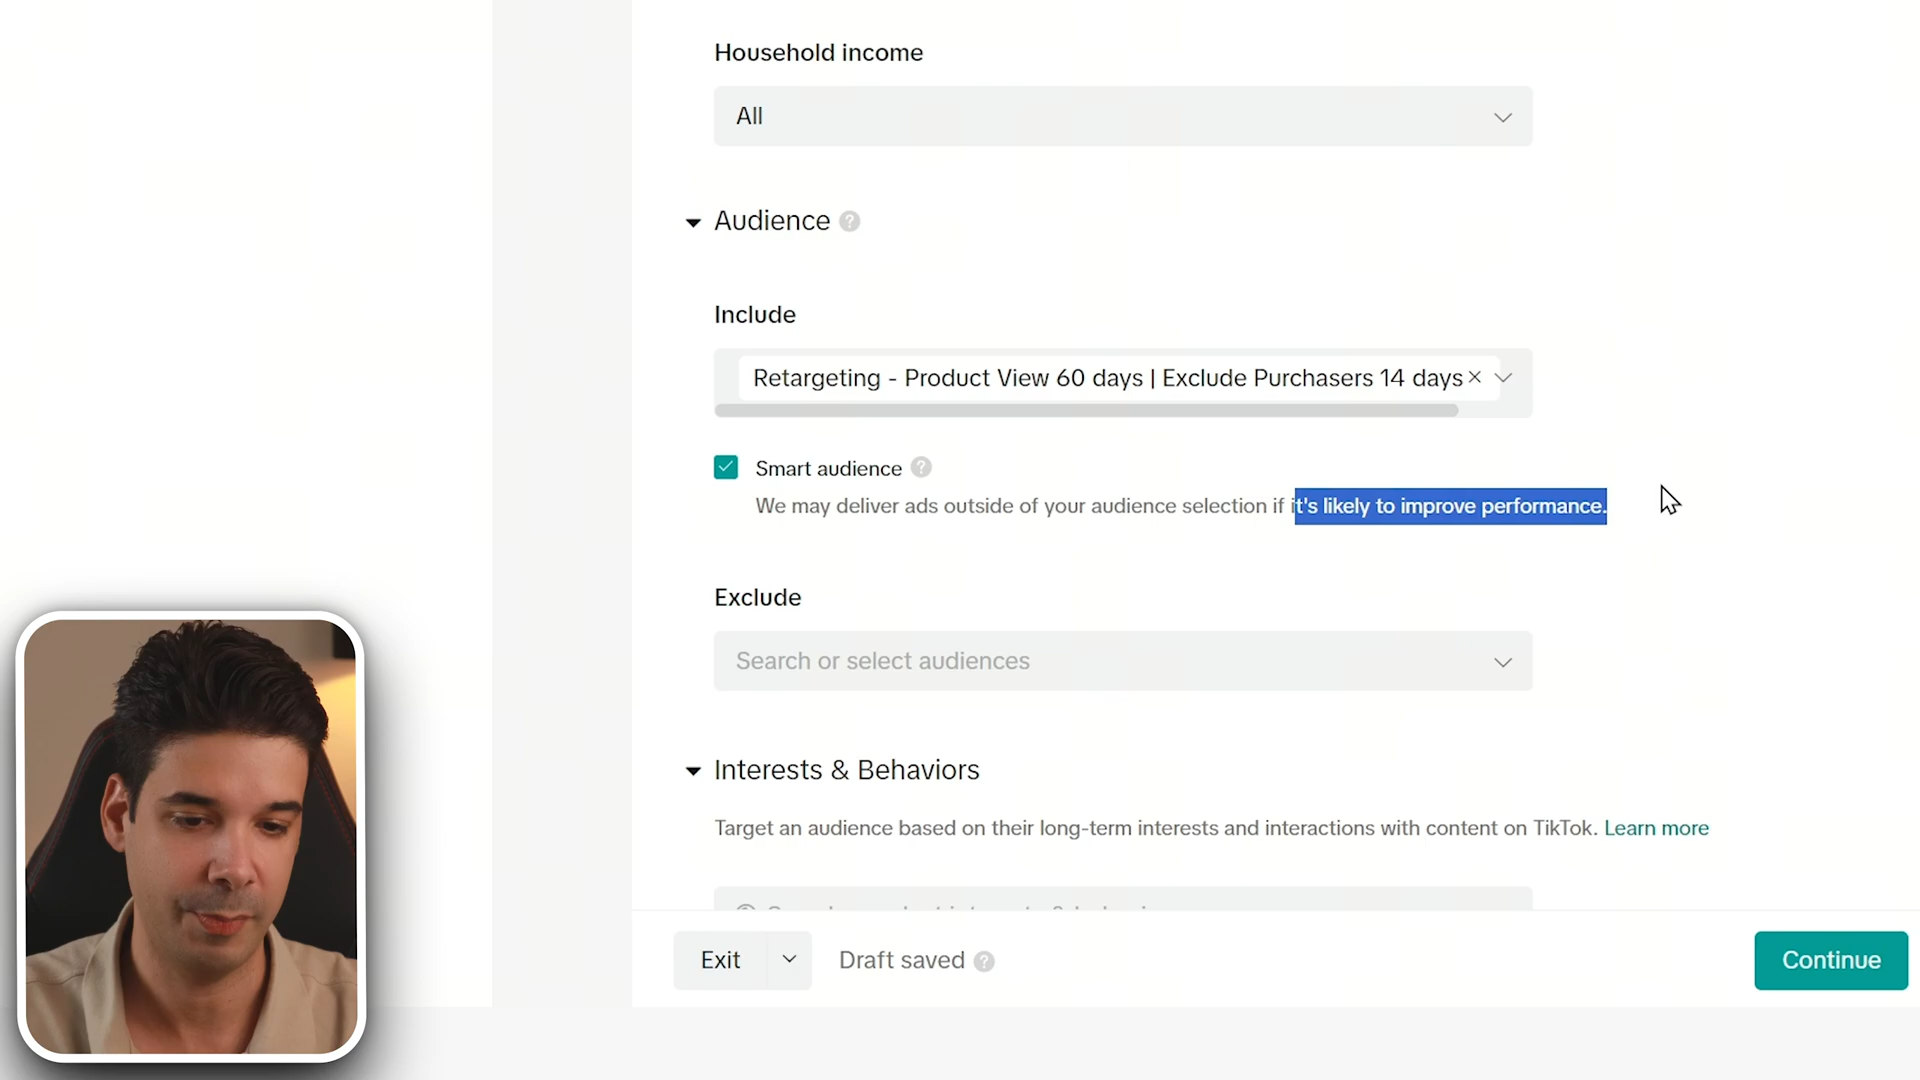 Household income
All
Audience
Include
Retargeting - Product View 60 days | Exclude Purchasers 14 days
Smart audience
We may deliver ads outside of your audience selection if it's likely to improve performance.
Exclude
Search or select audiences
Interests & Behaviors
Target an audience based on their long-term interests and interactions with content on TikTok. Learn more
Exit
Draft saved
Continue